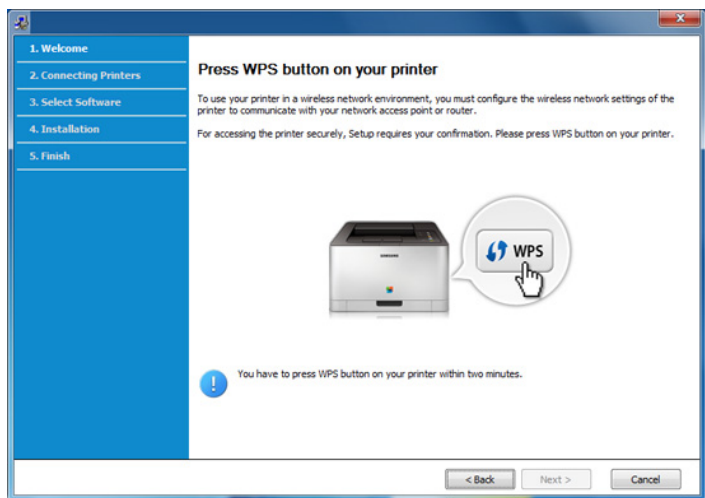 1. Welcome
2. Connecting Printers
3. Select Software
4. Installation
5. Finish
Press WPS button on your printer
To use your printer in a wireless network environment, you must configure the wireless network settings of the
printer to communicate with your network access point or router.
For accessing the printer securely, Setup requires your confirmation. Please press WPS button on your printer.
SAMSUNG
WPS
You have to press WPS button on your printer within two minutes.
< Back
Next >
Cancel